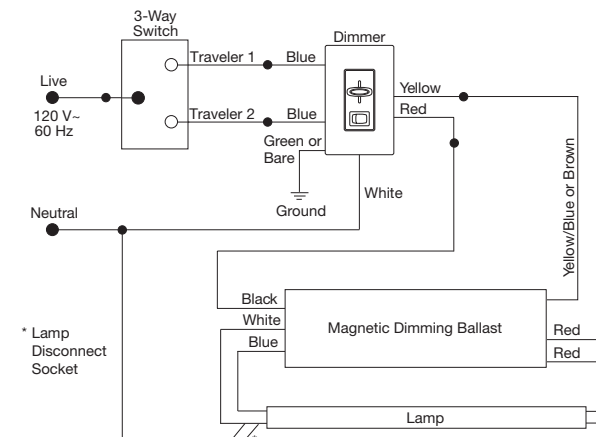 3-Way
Switch
Dimmer
Traveler 1
Blue
Live
Yellow
120 V~
60 Hz
Red
Traveler 2
Blue
Green or
Bare
White
Ground
Neutral
Yellow/Blue or Brown
Black
White
Magnetic Dimming Ballast
Red
* Lamp
Disconnect
Socket
Blue
Red
Lamp
*